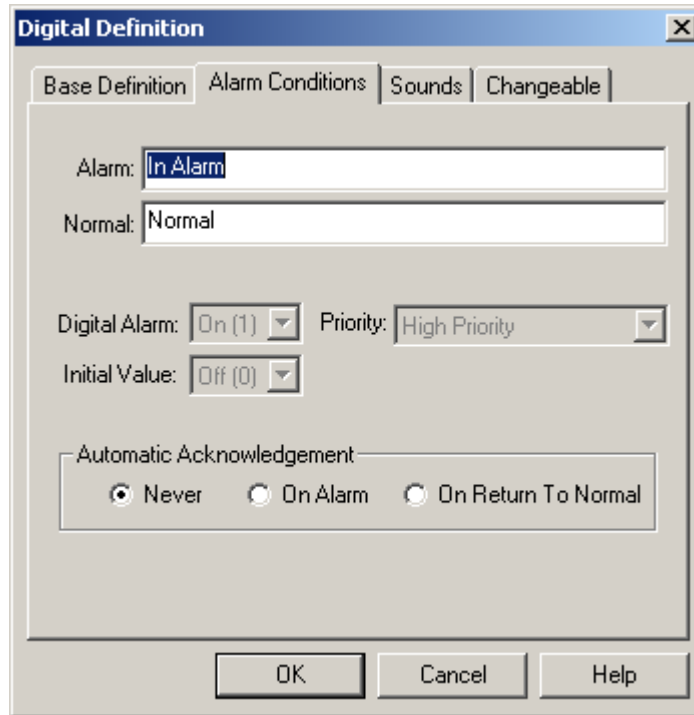 Digital Definition
Base Definition Alarm Conditions Sounds Changeable
Alarm: In Alarm
Normal: Normal
Digital Alarm: On (1) Priority: High Priority
Initial Value: Off (0)
Automatic Acknowledgement
Never On Alarm On Return To Normal
OK Cancel Help